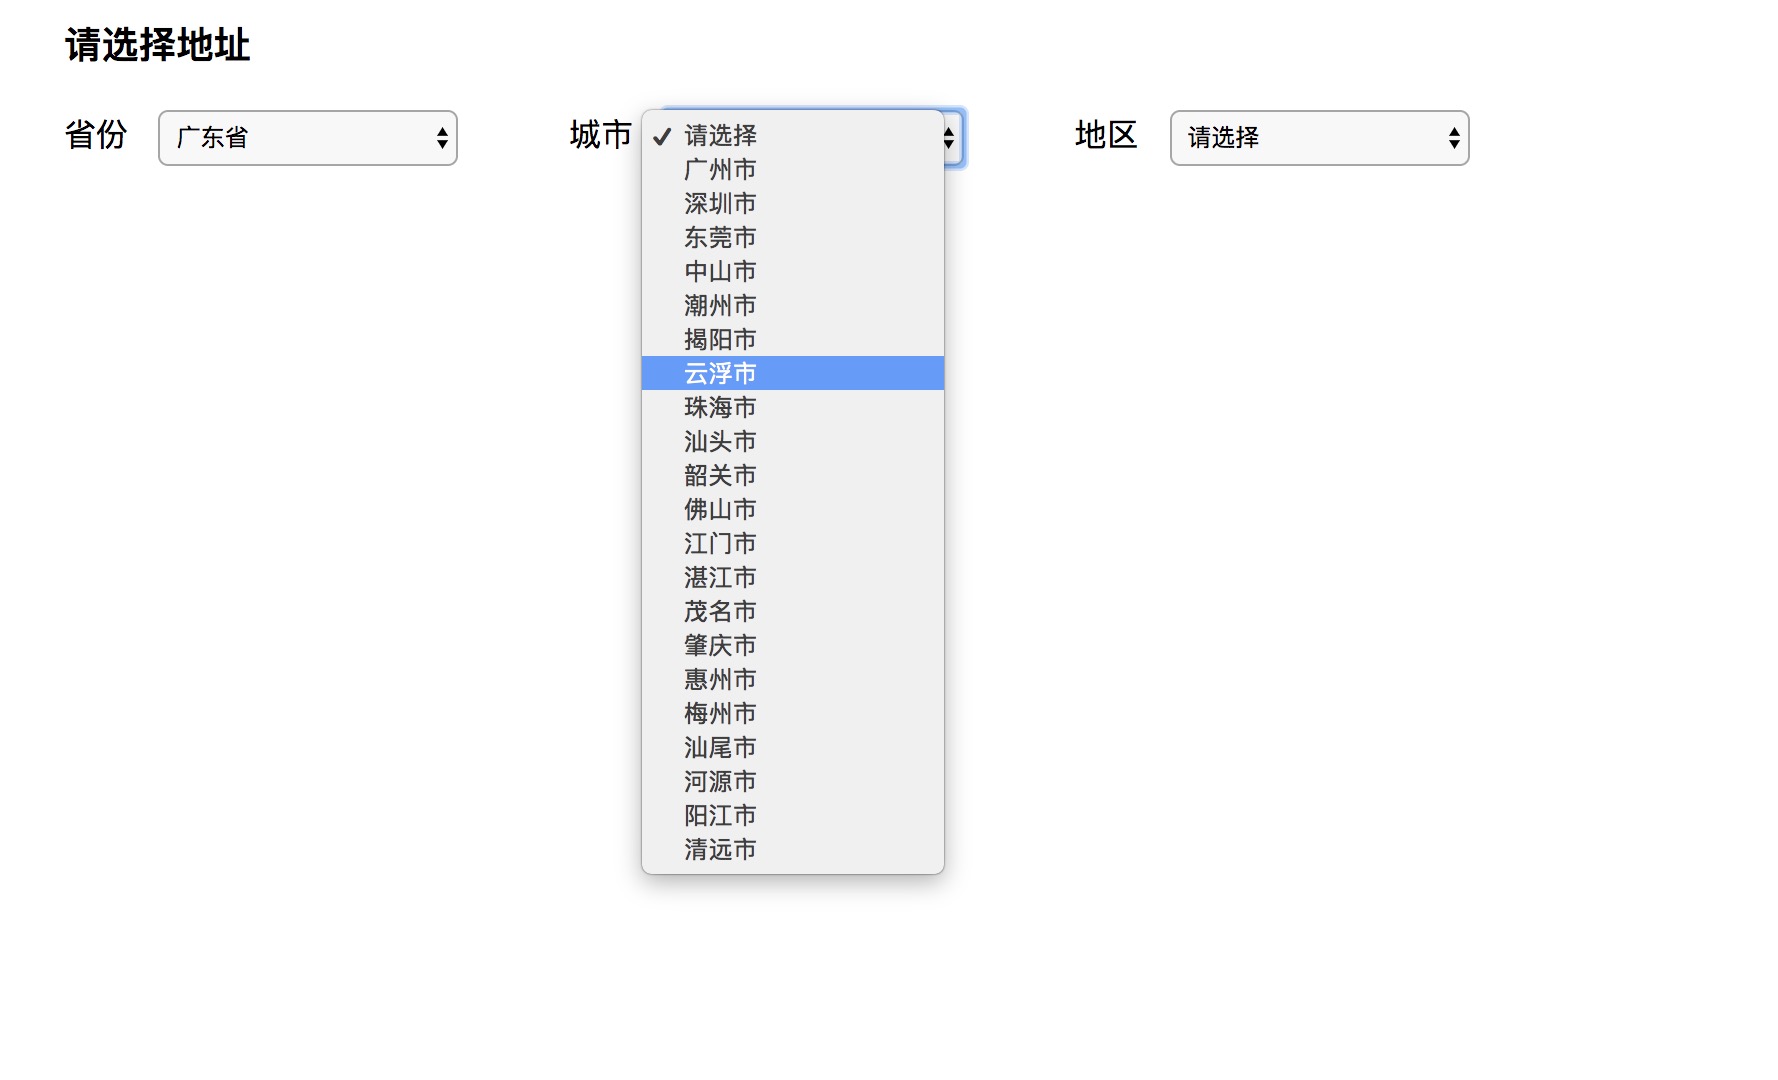 请选择地址
省份 广东省 城市 请选择 地区 请选择
广州市
深圳市
东莞市
中山市
潮州市
揭阳市
云浮市
珠海市
汕头市
韶关市
佛山市
江门市
湛江市
茂名市
肇庆市
惠州市
梅州市
汕尾市
河源市
阳江市
清远市